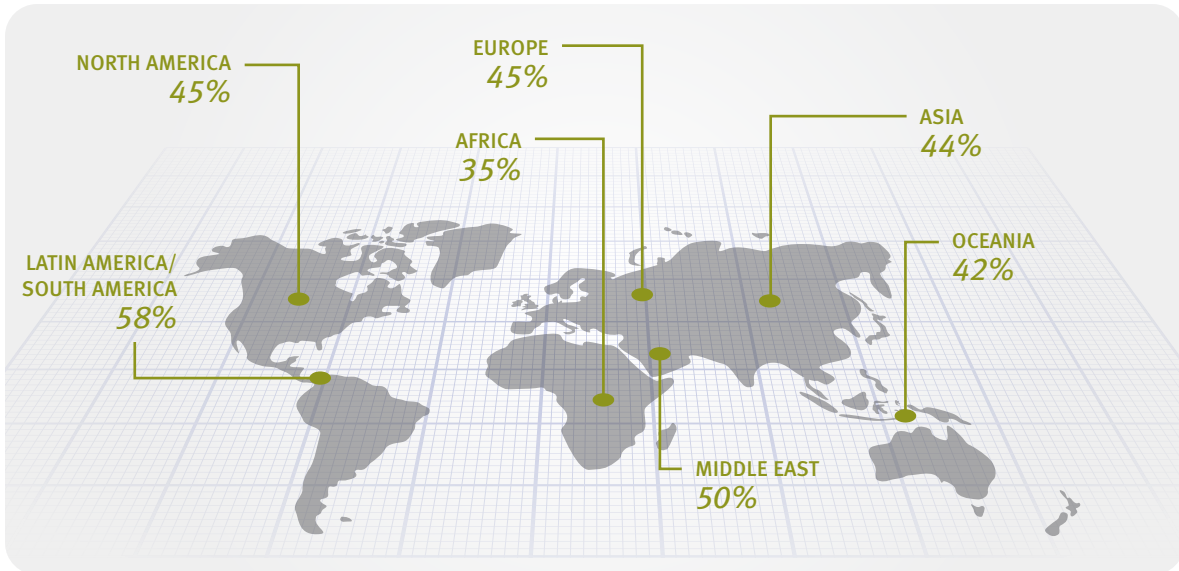 NORTH AMERICA
45%
EUROPE
45%
AFRICA
35%
ASIA
44%
LATIN AMERICA/
SOUTH AMERICA
58%
OCEANIA
42%
MIDDLE EAST
50%